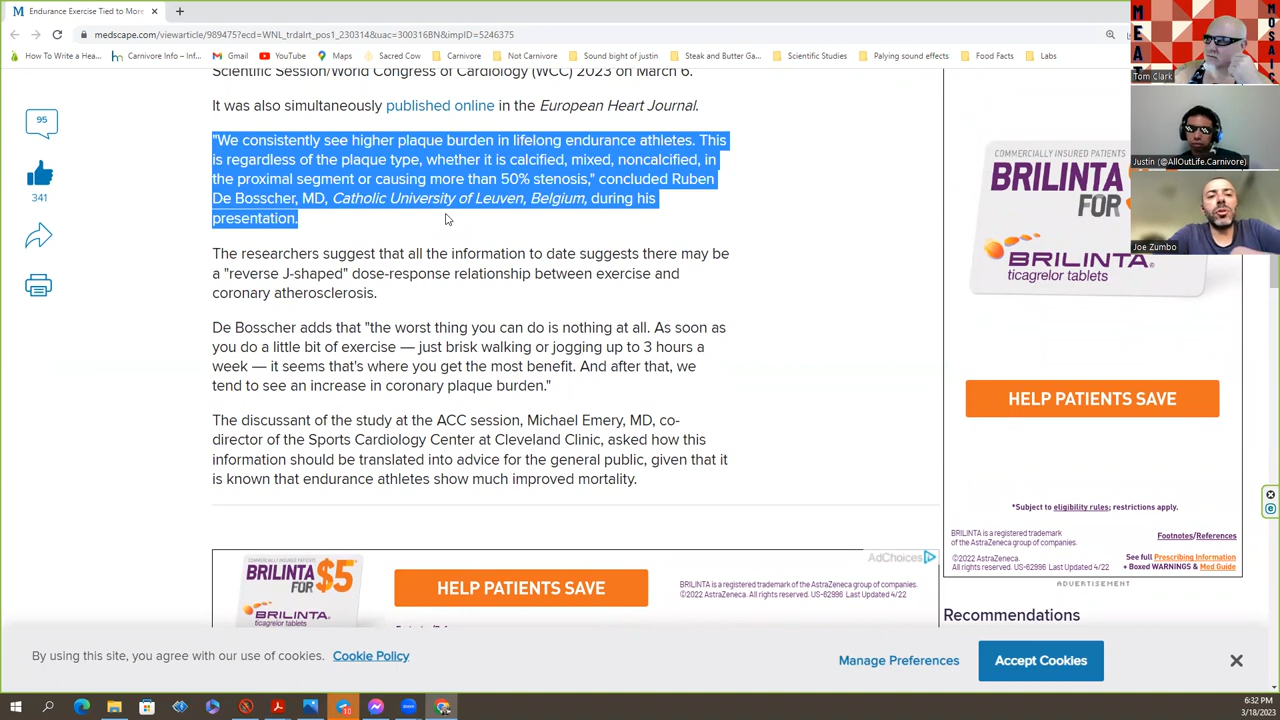 Endurance Exercise Tied to More
medscape.com/viewarticle/989475?ecd=WNL_trdalrt_pos1_230314&uac=300316BN&impID=5246375
How To Write a Hea...
Carnivore Info – Inf...
Gmail
YouTube
Maps
Sacred Cow
Carnivore
Not Carnivore
Sound bight of justin
Steak and Butter Ga...
Scientific Studies
Palying sound effects
Food Facts
Labs
MEAT
MOSAIC
Tom Clark
Justin (@AllOutLife.Carnivore)
Joe Zumbo
95
341
Scientific Session/World Congress of Cardiology (WCC) 2023 on March 6.
It was also simultaneously published online in the European Heart Journal.
"We consistently see higher plaque burden in lifelong endurance athletes. This
is regardless of the plaque type, whether it is calcified, mixed, noncalcified, in
the proximal segment or causing more than 50% stenosis," concluded Ruben
De Bosscher, MD, Catholic University of Leuven, Belgium, during his
presentation.
The researchers suggest that all the information to date suggests there may be
a "reverse J-shaped" dose-response relationship between exercise and
coronary atherosclerosis.
De Bosscher adds that "the worst thing you can do is nothing at all. As soon as
you do a little bit of exercise — just brisk walking or jogging up to 3 hours a
week — it seems that's where you get the most benefit. And after that, we
tend to see an increase in coronary plaque burden."
The discussant of the study at the ACC session, Michael Emery, MD, co-
director of the Sports Cardiology Center at Cleveland Clinic, asked how this
information should be translated into advice for the general public, given that it
is known that endurance athletes show much improved mortality.
COMMERCIALLY INSURED PATIENTS
BRILINTA
FOR
BRILINTA
ticagrelor tablets
HELP PATIENTS SAVE
*Subject to eligibility rules; restrictions apply.
BRILINTA is a registered trademark
of the AstraZeneca group of companies.
Footnotes/References
©2022 AstraZeneca.
All rights reserved. US-62996 Last Updated 4/22
See full Prescribing Information
+ Boxed WARNINGS & Med Guide
ADVERTISEMENT
Recommendations
AdChoices
COMMERCIALLY INSURED PATIENTS
BRILINTA
FOR $5
BRILINTA
HELP PATIENTS SAVE
BRILINTA is a registered trademark of the AstraZeneca group of companies.
©2022 AstraZeneca. All rights reserved. US-62996 Last Updated 4/22
By using this site, you agree with our use of cookies. Cookie Policy
Manage Preferences
Accept Cookies
10
6:32 PM
3/18/2023